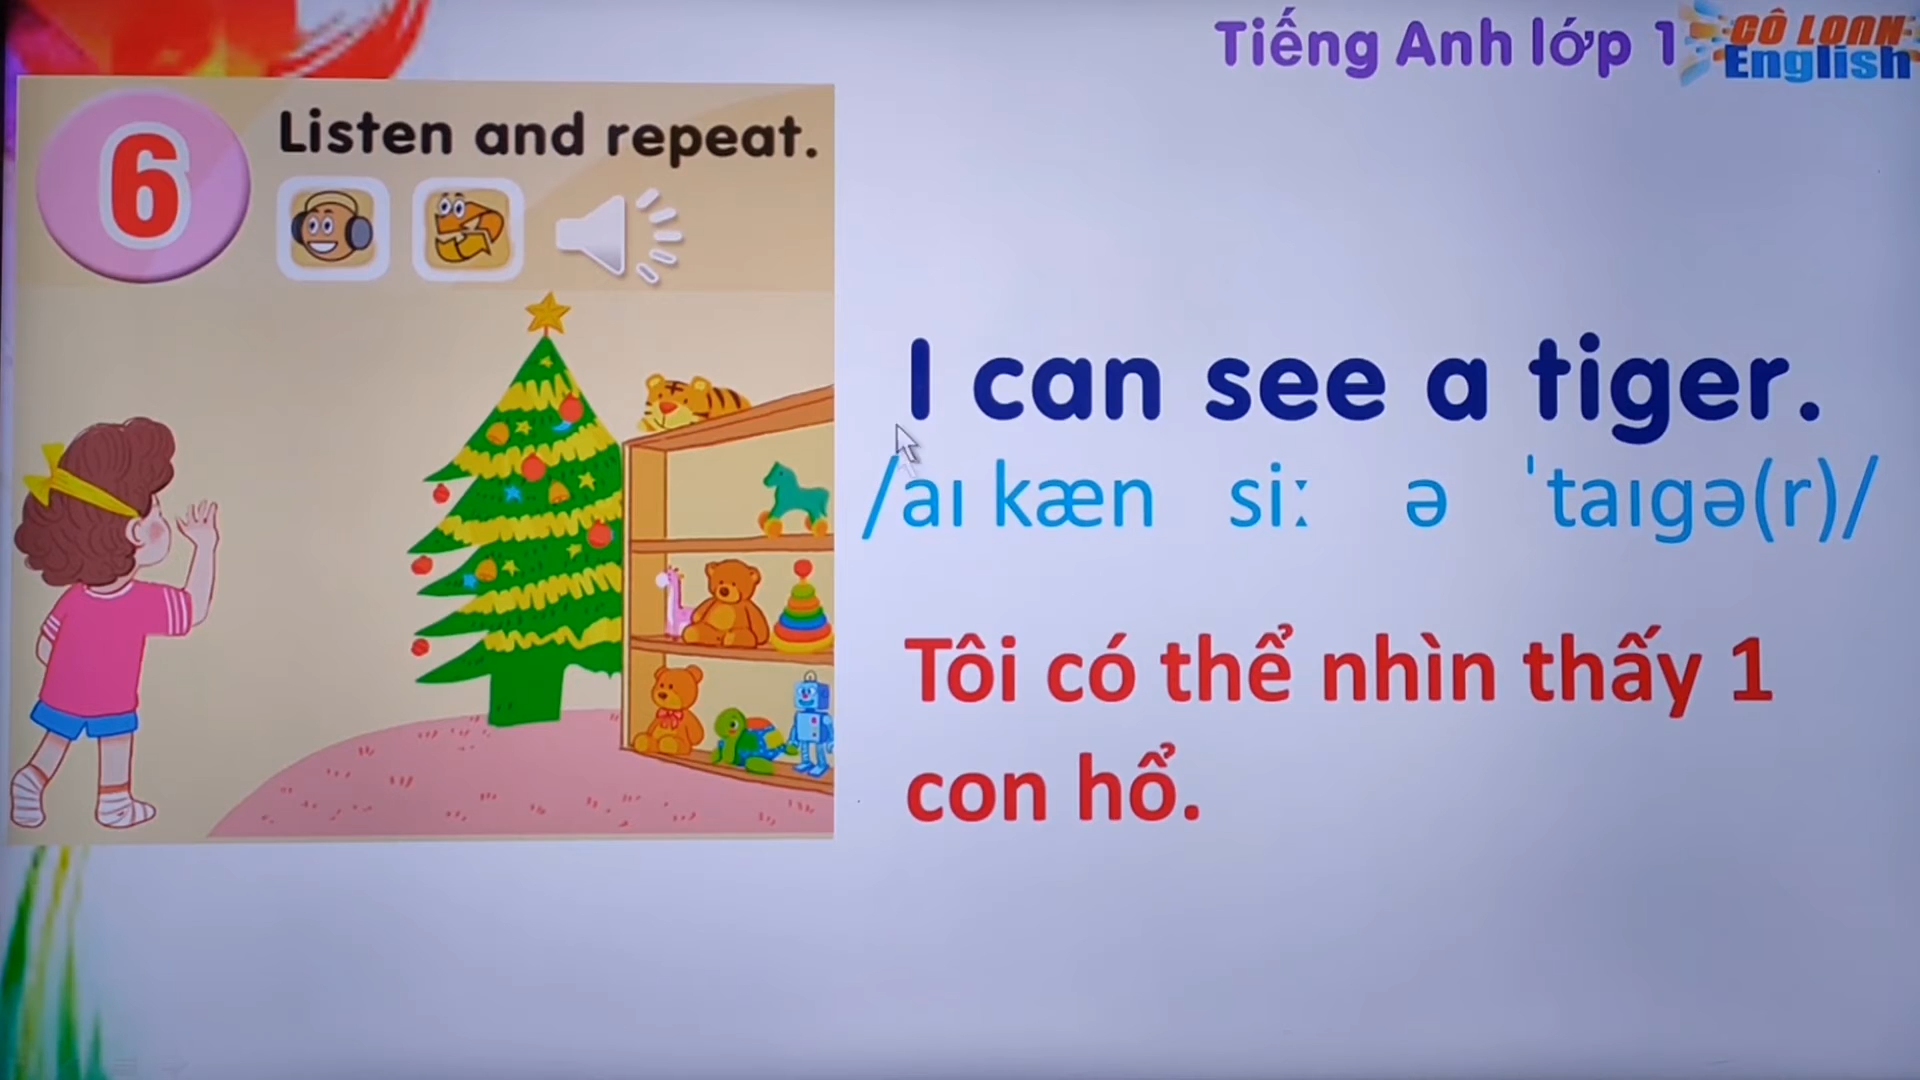 Tiếng Anh lớp 1
CÔ LOAN
English
6
Listen and repeat.
I can see a tiger.
/aɪ kæn siː ə ˈtaɪgə(r)/
Tôi có thể nhìn thấy 1
con hổ.